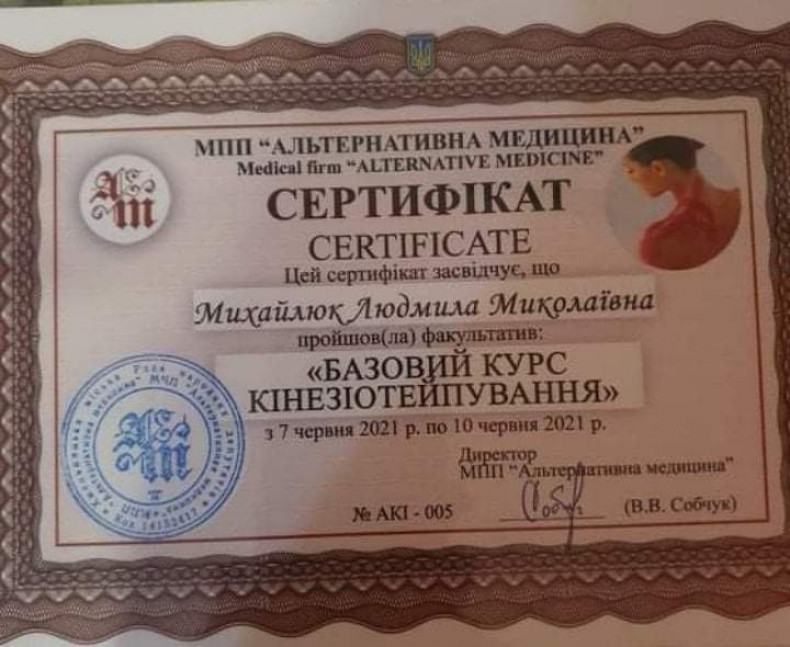 МПП “АЛЬТЕРНАТИВНА МЕДИЦИНА”
Medical firm “ALTERNATIVE MEDICINE”
СЕРТИФІКАТ
CERTIFICATE
Цей сертифікат засвідчує, що
Михайлюк Людмила Миколаївна
пройшов(ла) факультатив:
«БАЗОВИЙ КУРС
КІНЕЗІОТЕЙПУВАННЯ»
з 7 червня 2021 р. по 10 червня 2021 р.
Директор
МПП “Альтернативна медицина”
№ АКІ - 005
(В.В. Собчук)